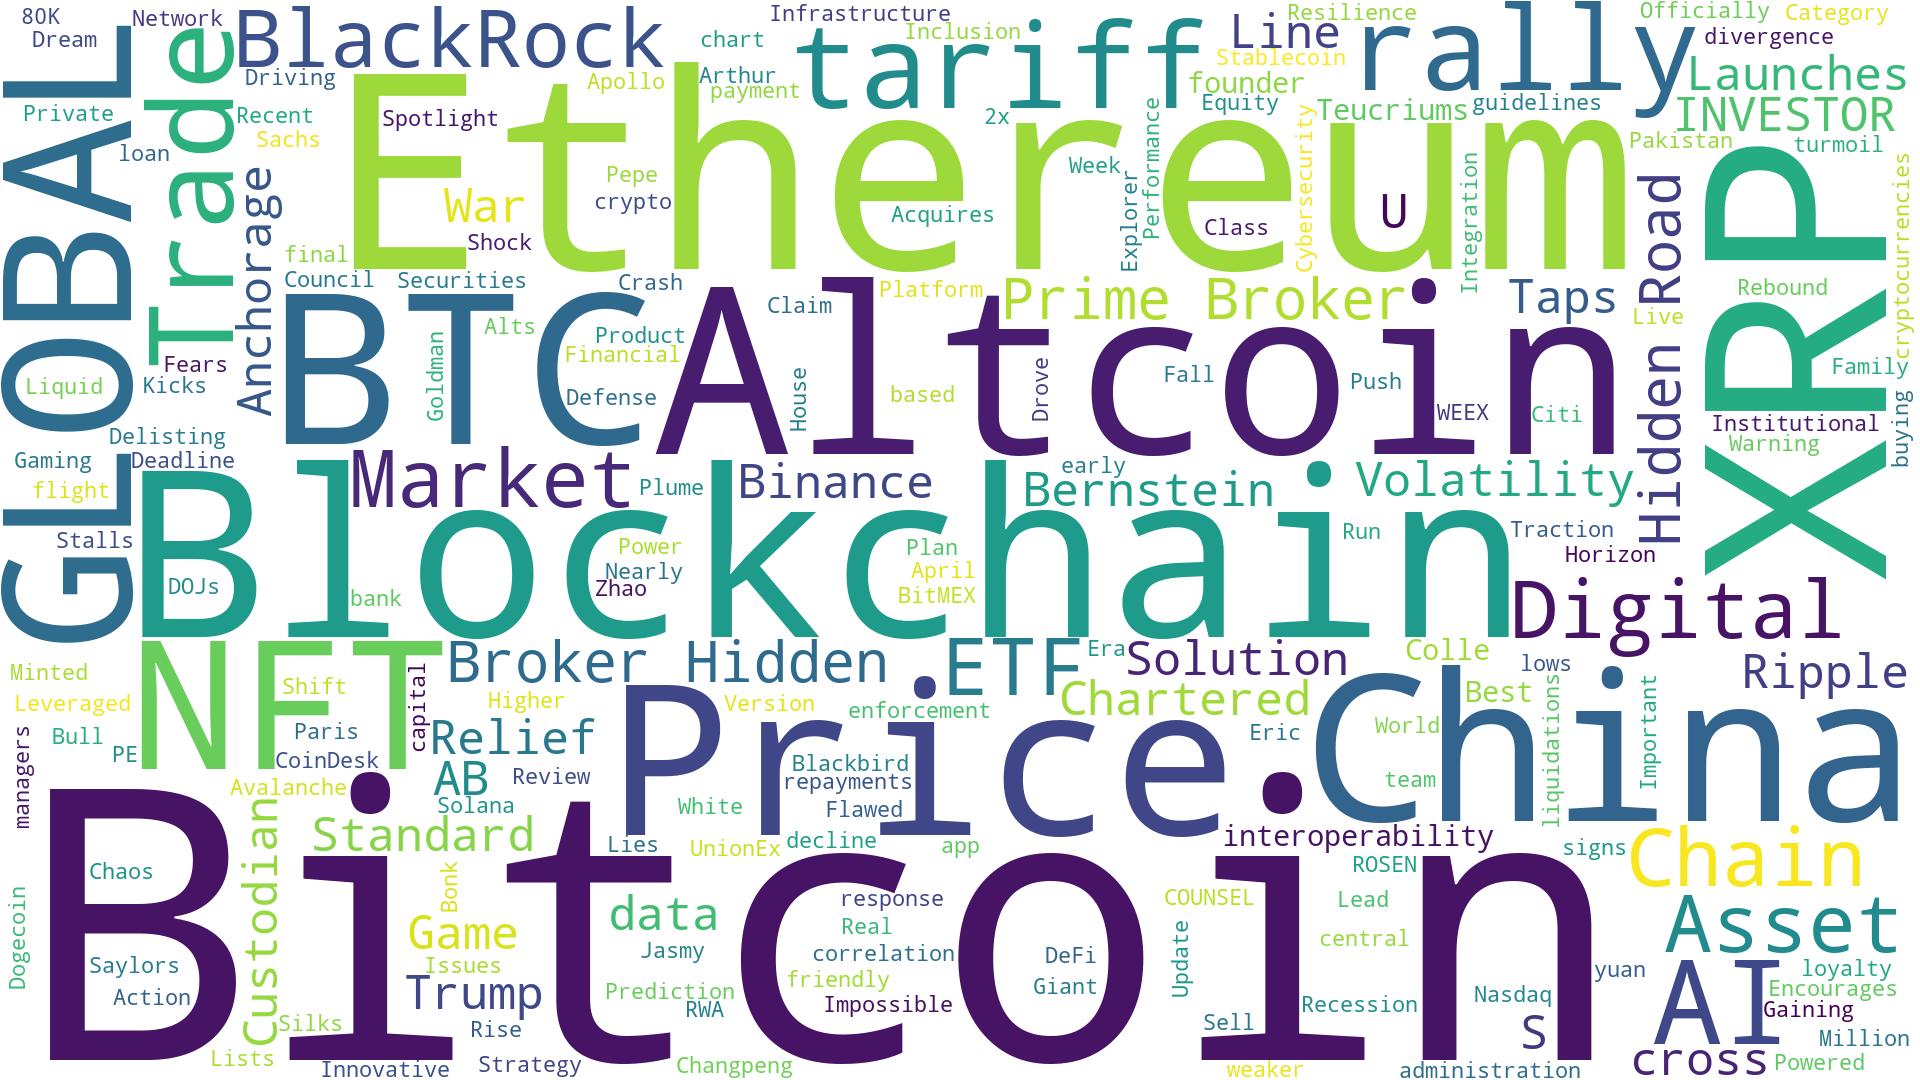 80K
Network
BlackRock
Infrastructure
Resilience
Officially
Category
Dream
chart
Inclusion
Line
rally
divergence
Trade
tariff
Stablecoin
GLOBAL
Driving
Apollo
Arthur
payment
founder
Launches
Private
Recent
Spotlight
2x
Equity
Teucriums
guidelines
INVESTOR
loan
Sachs
Ethereum
Week
Performance
Cybersecurity
Integration
Pakistan
turmoil
Anchorage
Pepe
War
crypto
Acquires
Explorer
Class
U
Hidden Road
XRP
cryptocurrencies
Shock
final
Council
Securities
Crash
Claim
Platform
Prime Broker
Taps
Rebound
Live
BTC
Alts
Product
Financial
Altcoin
Fears
Kicks
Liquid
Goldman
Defense
House
based
Drove
Fall
Push
WEEX
Citi
Family
buying
Institutional
Warning
Delisting
Deadline
Gaming
flight
Market
Plume
Binance
early
Bernstein
Volatility
Stalls
Blockchain
Power
Nearly
Zhao
Plan
April
BitMEX
Run
Traction
Horizon
DOJs
bank
Digital
NFT
Broker Hidden
ETF
Era
Solution
Colle
lows
Ripple
Minted
Leveraged
Shift
capital
Higher
Version
enforcement
Chartered
Best
Bull
PE
Paris
CoinDesk
Relief
Price
Eric
World
China
liquidations
Important
managers
Avalanche
AB
Review
Blackbird
repayments
team
Solana
White
Flawed
Standard
Lies
UnionEx
decline
app
interoperability
signs
Chain
Chaos
Custodian
Bonk
ROSEN
Dogecoin
Bitcoin
Game
data
response
COUNSEL
Lead
Asset
Real
Jasmy
correlation
DeFi
Update
central
Saylors
Issues
friendly
Giant
yuan
AI
loyalty
Action
Trump
Prediction
RWA
Impossible
Recession
Nasdaq
Encourages
Gaining
Silks
Rise
Sell
S
Million
Lists
Innovative
Strategy
Changpeng
weaker
administration
cross
Powered